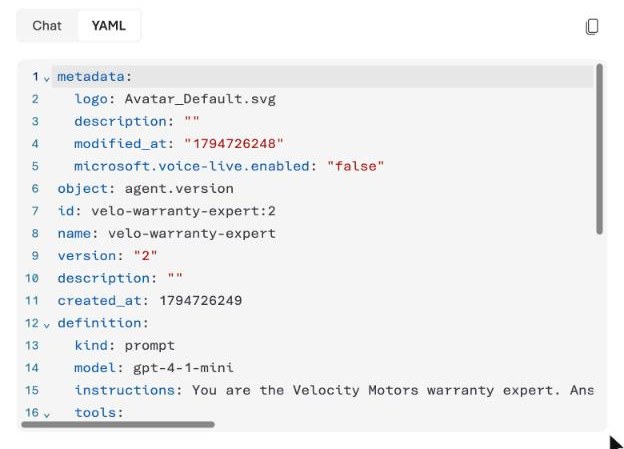 Chat YAML
1 metadata:
2 logo: Avatar_Default.svg
3 description: ""
4 modified_at: "1794726248"
5 microsoft.voice-live.enabled: "false"
6 object: agent.version
7 id: velo-warranty-expert:2
8 name: velo-warranty-expert
9 version: "2"
10 description: ""
11 created_at: 1794726249
12 definition:
13 kind: prompt
14 model: gpt-4-1-mini
15 instructions: You are the Velocity Motors warranty expert. Ans
16 tools: